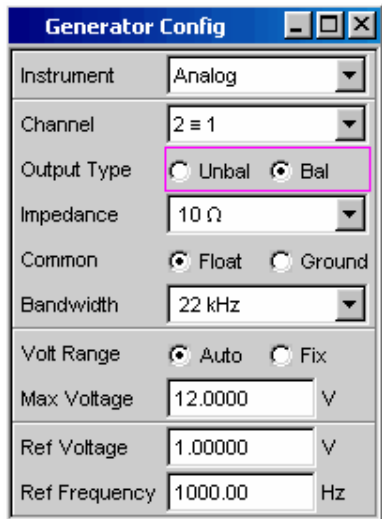 Generator Config
Instrument Analog
Channel 2 ≡ 1
Output Type Unbal Bal
Impedance 10 Ω
Common Float Ground
Bandwidth 22 kHz
Volt Range Auto Fix
Max Voltage 12.0000 V
Ref Voltage 1.00000 V
Ref Frequency 1000.00 Hz